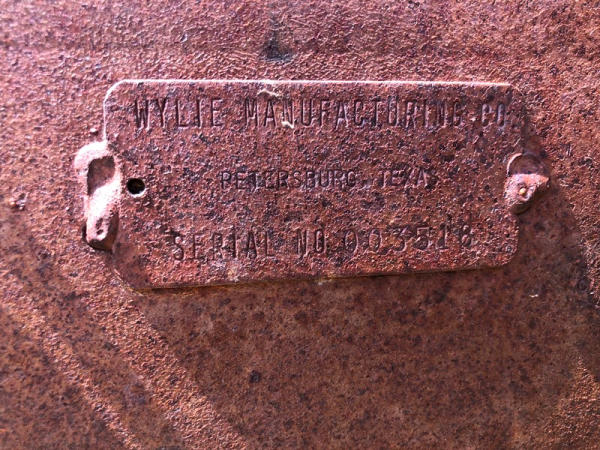 WYLIE MANUFACTURING CO
PETERSBURG, TEXAS
SERIAL NO 003518